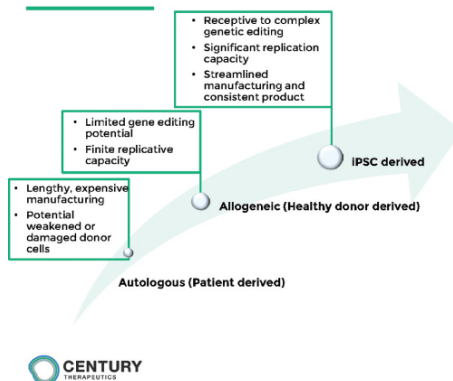 • Receptive to complex
genetic editing
• Significant replication
capacity
• Streamlined
manufacturing and
consistent product
• Limited gene editing
potential
• Finite replicative
capacity
iPSC derived
• Lengthy, expensive
manufacturing
• Potential
weakened or
damaged donor
cells
Allogeneic (Healthy donor derived)
Autologous (Patient derived)
CENTURY
THERAPEUTICS